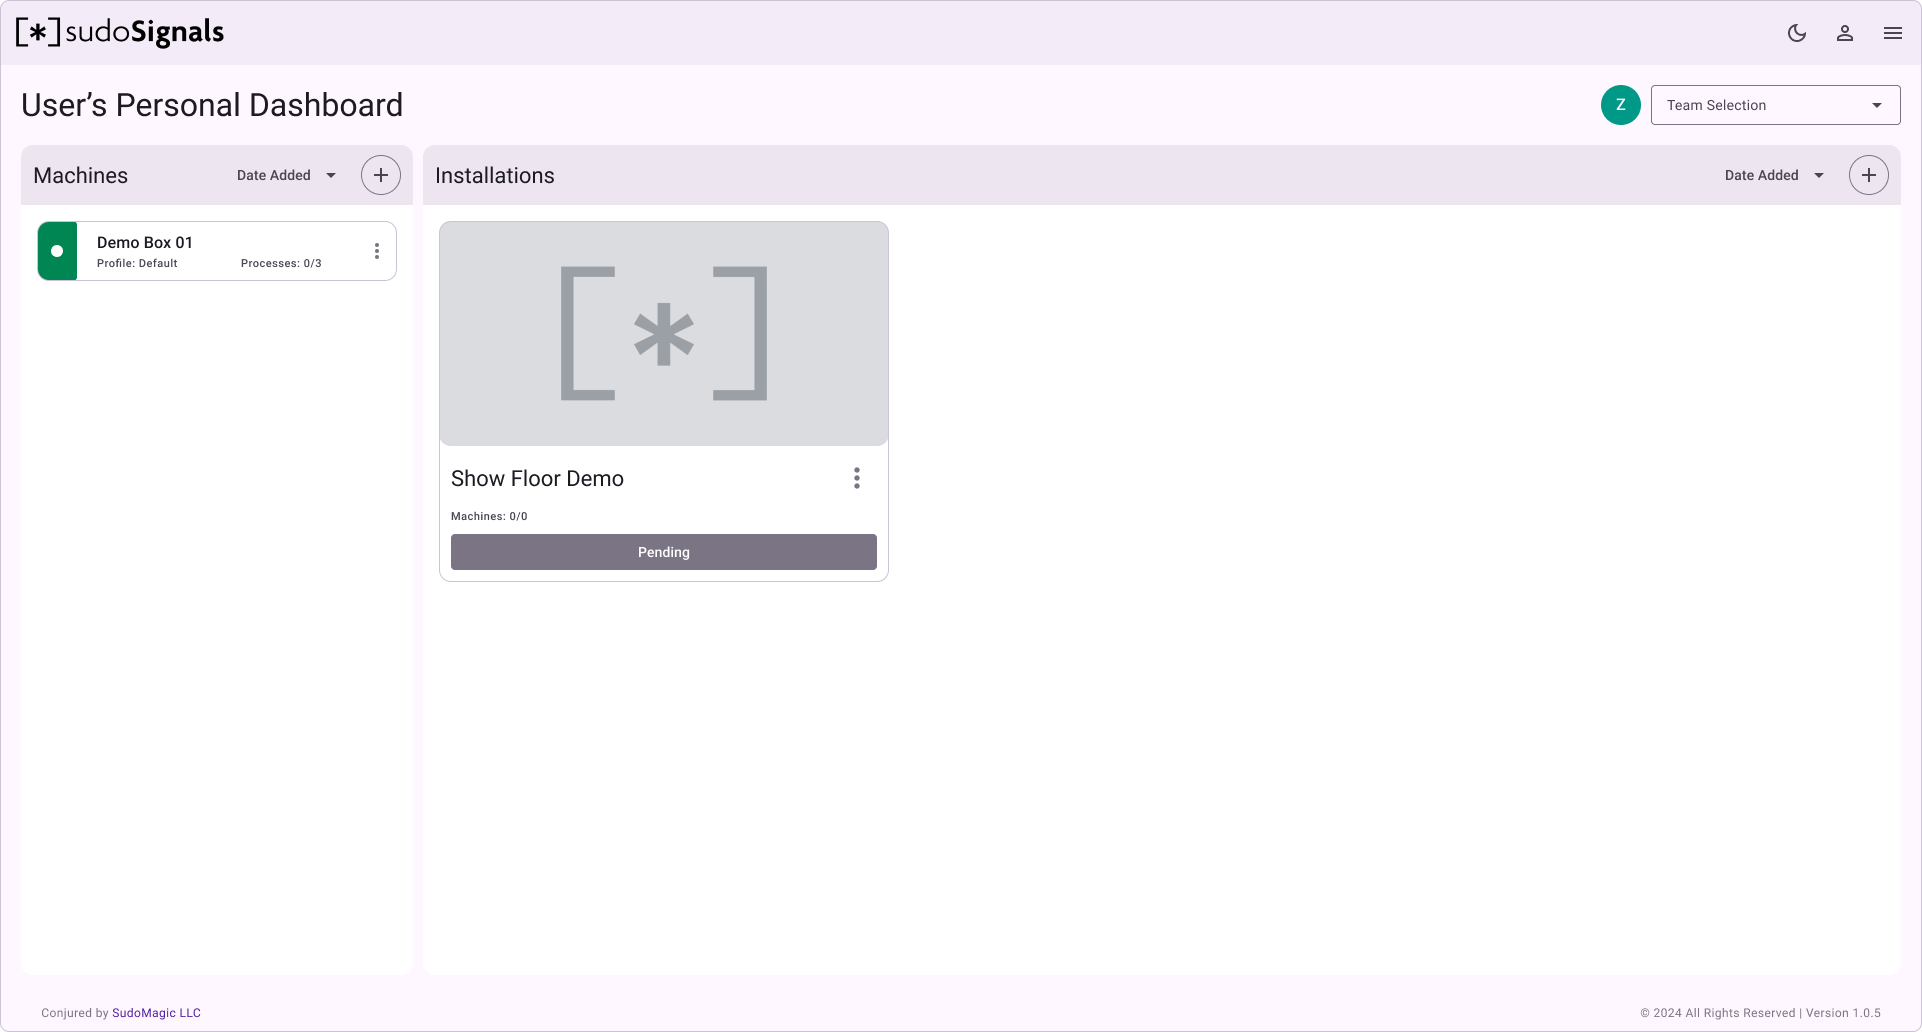 [*]sudoSignals
User’s Personal Dashboard
Z
Team Selection
Machines
Date Added
Installations
Date Added
Demo Box 01
Profile: Default
Processes: 0/3
[*]
Show Floor Demo
Machines: 0/0
Pending
Conjured by SudoMagic LLC
© 2024 All Rights Reserved | Version 1.0.5